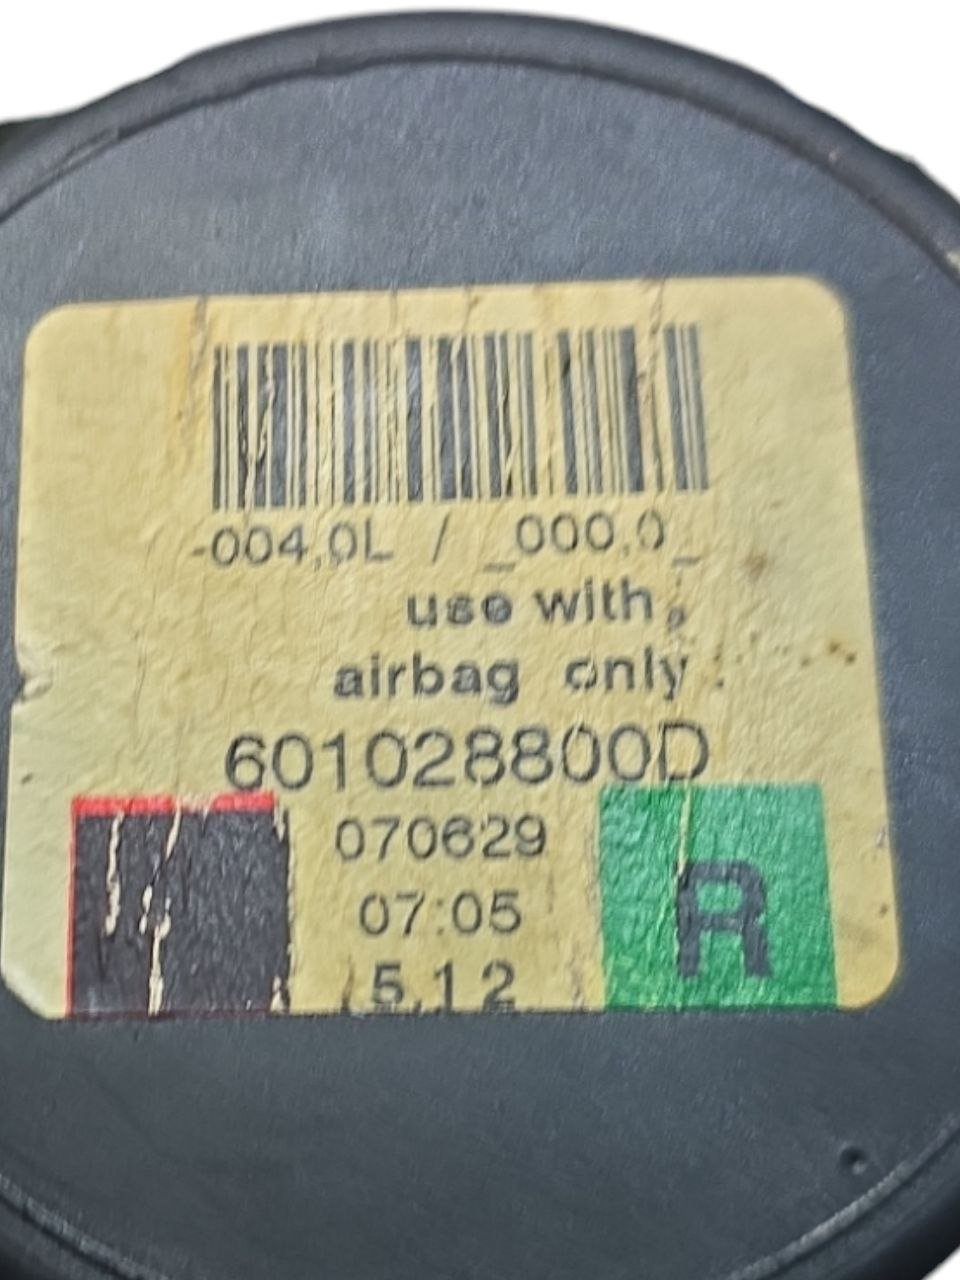 -004,0L / _000,0_
use with
airbag only
601028800D
070629
07:05
5.12
R